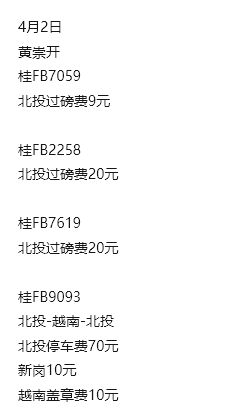 4月2日
黄崇开
桂FB7059
北投过磅费9元
桂FB2258
北投过磅费20元
桂FB7619
北投过磅费20元
桂FB9093
北投-越南-北投
北投停车费70元
新岗10元
越南盖章费10元